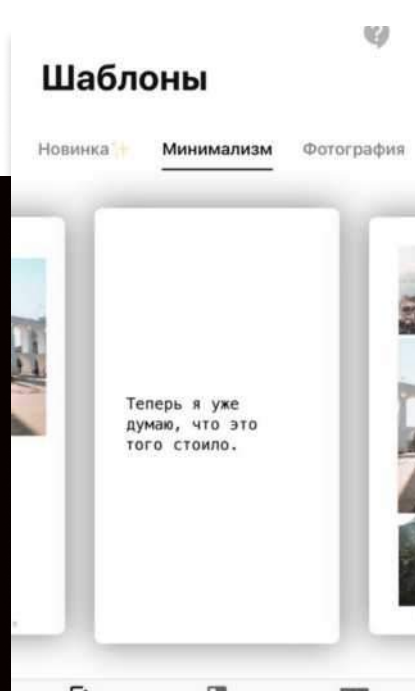 Шаблоны
Новинка✨ Минимализм Фотография
Теперь я уже
думаю, что это
того стоило.